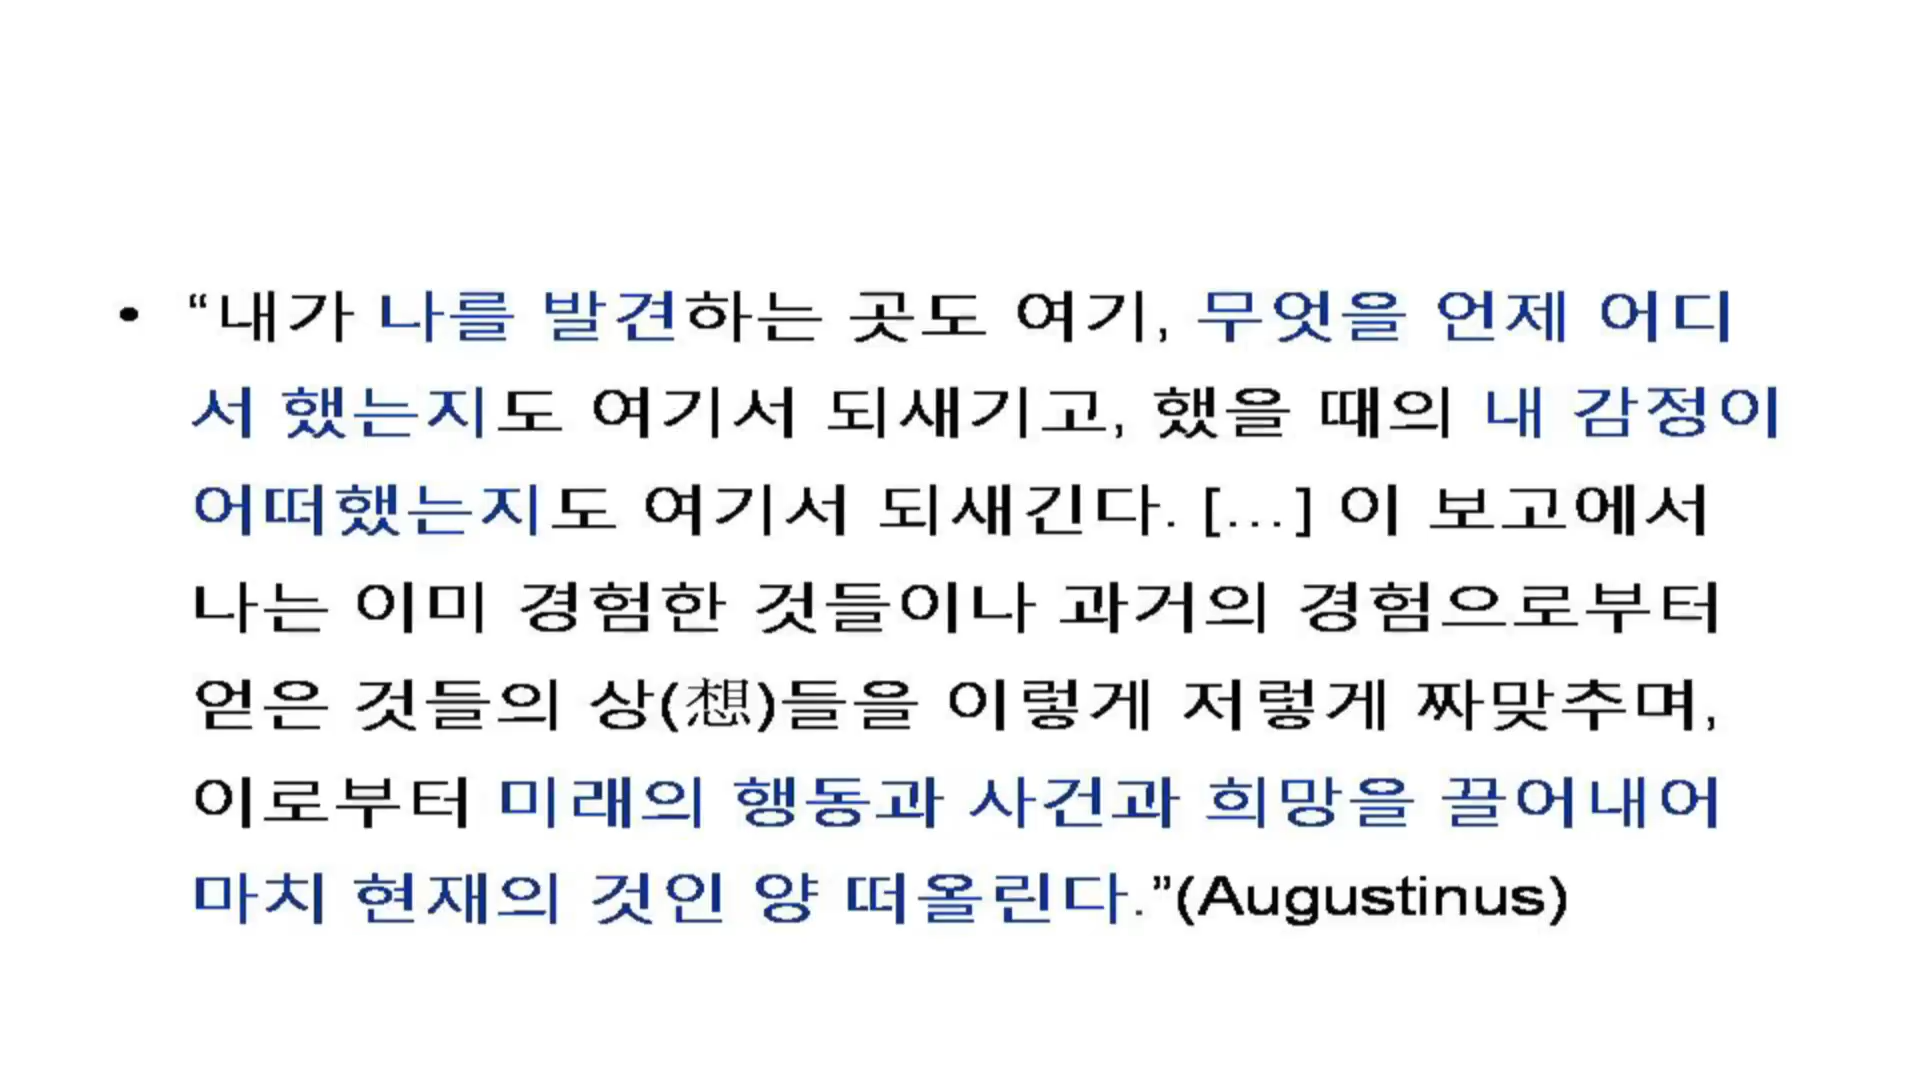 • “내가 나를 발견하는 곳도 여기, 무엇을 언제 어디
서 했는지도 여기서 되새기고, 했을 때의 내 감정이
어떠했는지도 여기서 되새긴다. [...] 이 보고에서
나는 이미 경험한 것들이나 과거의 경험으로부터
얻은 것들의 상(想)들을 이렇게 저렇게 짜맞추며,
이로부터 미래의 행동과 사건과 희망을 끌어내어
마치 현재의 것인 양 떠올린다.”(Augustinus)